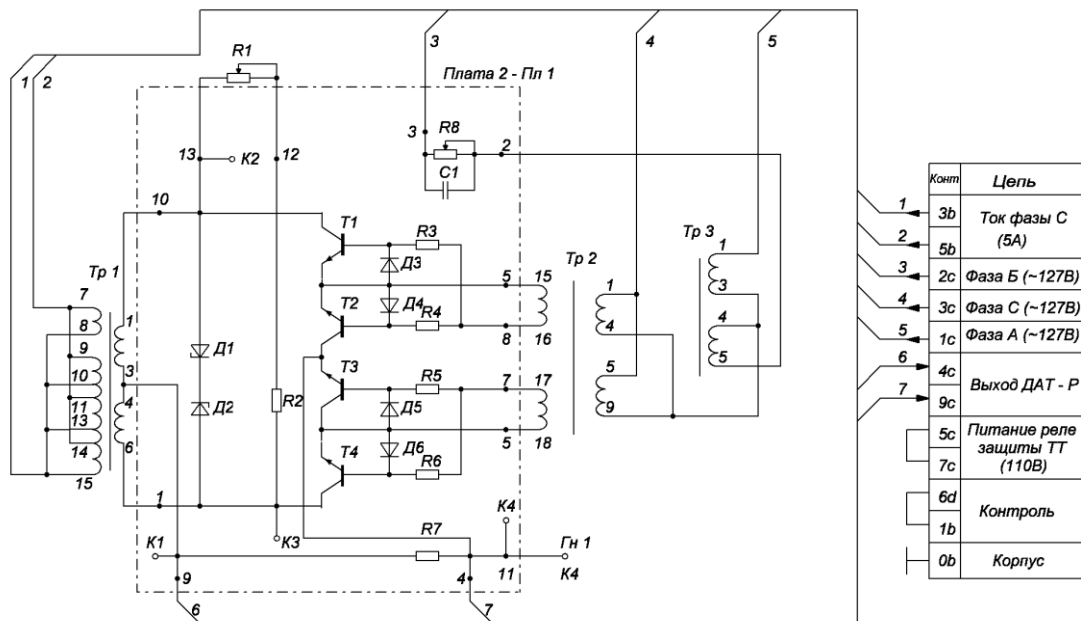 1
2
3
4
5
R1
Плата 2 - Пл 1
3
R8
2
13
К2
12
С1
10
Т1
R3
Тр 1
Д3
5
15
Тр 2
Тр 3
1
7
Т2
Д4
1
3
8
R4
8
16
4
4
1
9
Д1
Т3
R5
7
17
5
5
10
3
Д5
11
4
Д2
R2
9
13
Т4
Д6
5
18
14
6
R6
15
1
К4
К1
К3
R7
Гн 1
9
4
11
К4
6
7
Конт
Цепь
1
3b
Ток фазы С
2
5b
(5А)
3
2c
Фаза Б (~127В)
4
3c
Фаза С (~127В)
5
1c
Фаза А (~127В)
6
4c
Выход ДАТ - Р
7
9c
5c
Питание реле
защиты ТТ
7c
(110В)
6d
Контроль
1b
0b
Корпус